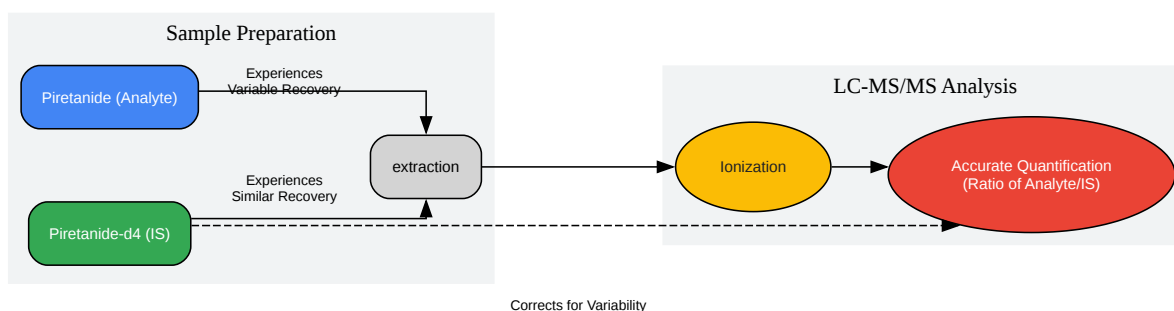 Sample Preparation
Piretanide (Analyte)
Experiences
Variable Recovery
extraction
Experiences
Similar Recovery
Piretanide-d4 (IS)
LC-MS/MS Analysis
Ionization
Accurate Quantification
(Ratio of Analyte/IS)
Corrects for Variability